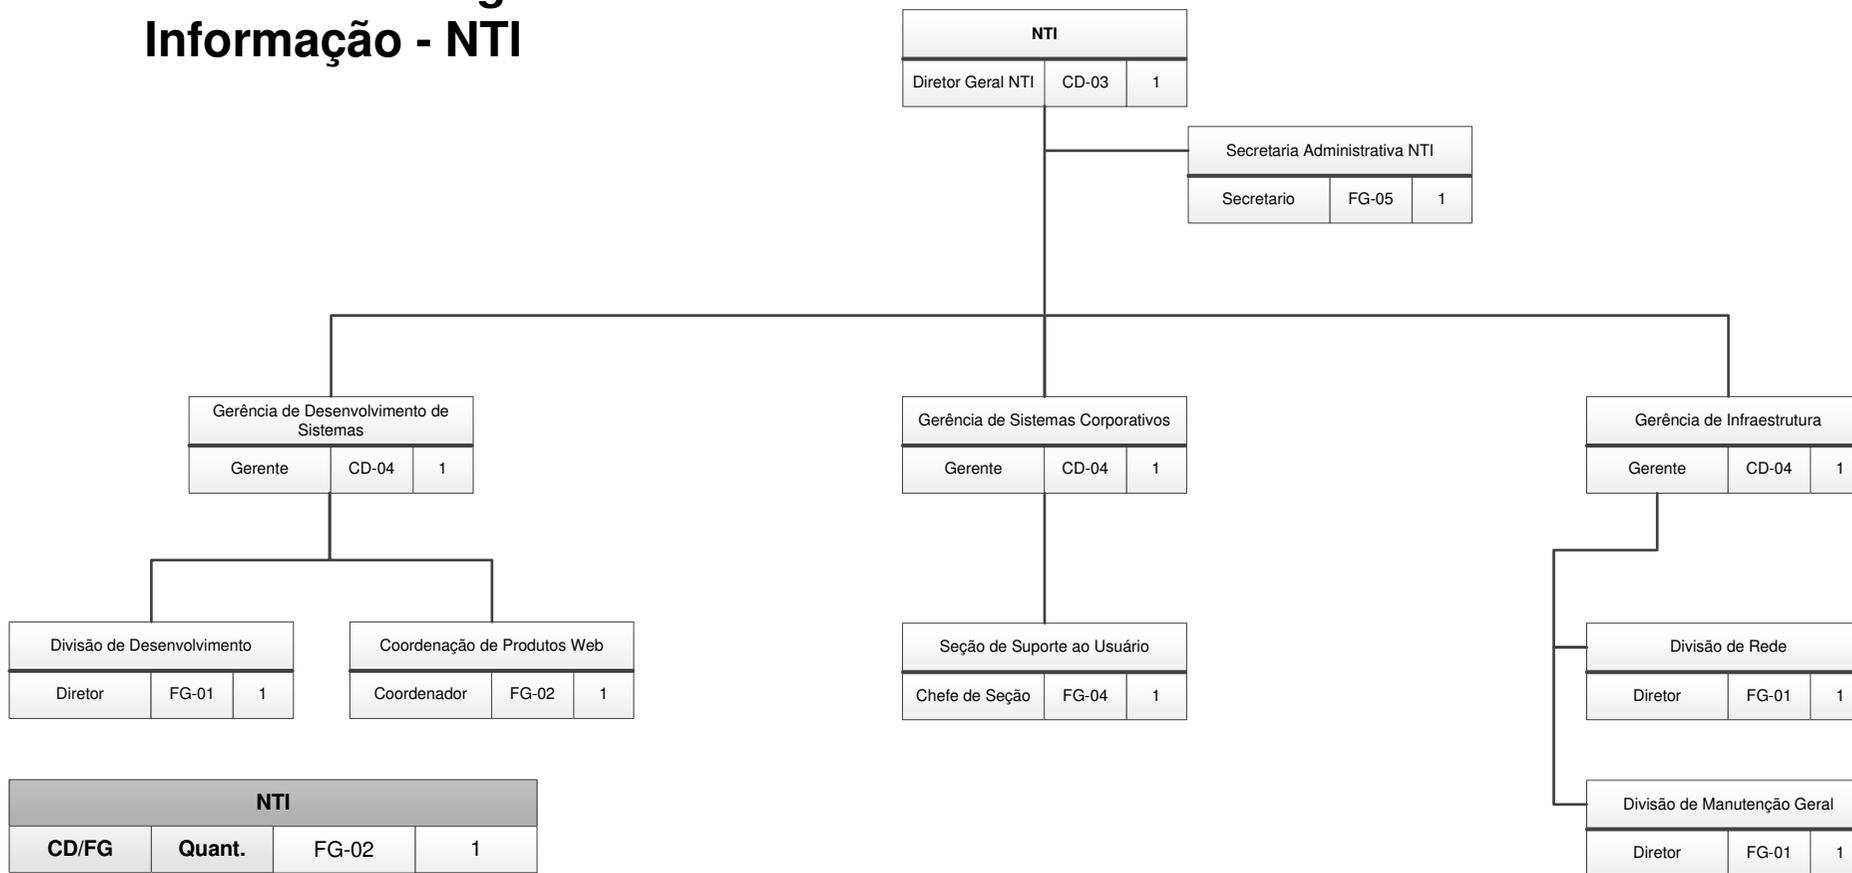 Informação - NTI
NTI
Diretor Geral NTI CD-03 1
Secretaria Administrativa NTI
Secretario FG-05 1
Gerência de Desenvolvimento de
Sistemas
Gerente CD-04 1
Gerência de Sistemas Corporativos
Gerente CD-04 1
Gerência de Infraestrutura
Gerente CD-04 1
Divisão de Desenvolvimento
Diretor FG-01 1
Coordenação de Produtos Web
Coordenador FG-02 1
Seção de Suporte ao Usuário
Chefe de Seção FG-04 1
Divisão de Rede
Diretor FG-01 1
Divisão de Manutenção Geral
Diretor FG-01 1
NTI
CD/FG Quant. FG-02 1